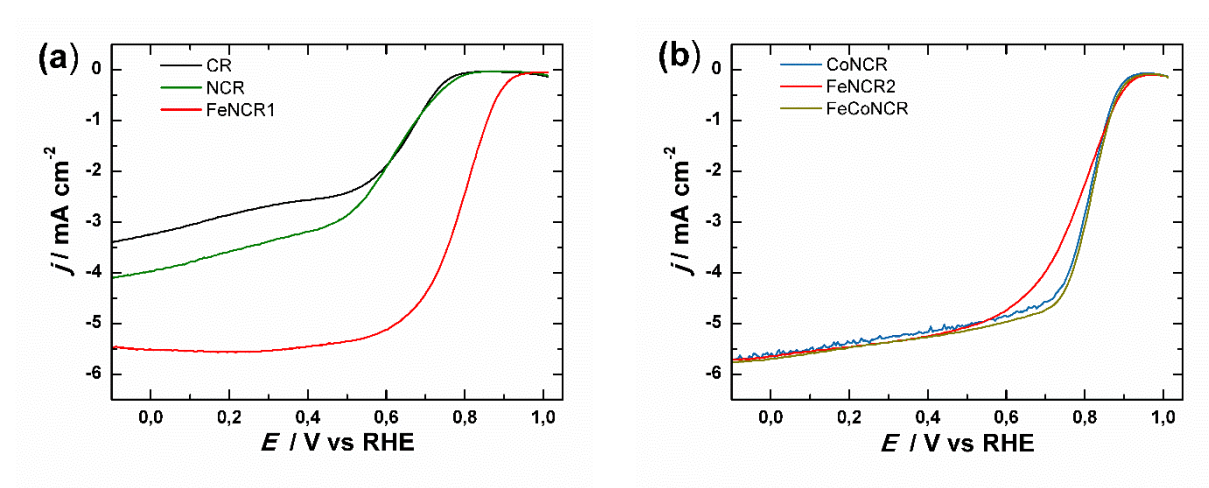 (a)
CR
NCR
FeNCR1
0
-1
-2
-3
-4
-5
-6
j / mA cm-2
0,0 0,2 0,4 0,6 0,8 1,0
E / V vs RHE
(b)
CoNCR
FeNCR2
FeCoNCR
0
-1
-2
-3
-4
-5
-6
j / mA cm-2
0,0 0,2 0,4 0,6 0,8 1,0
E / V vs RHE